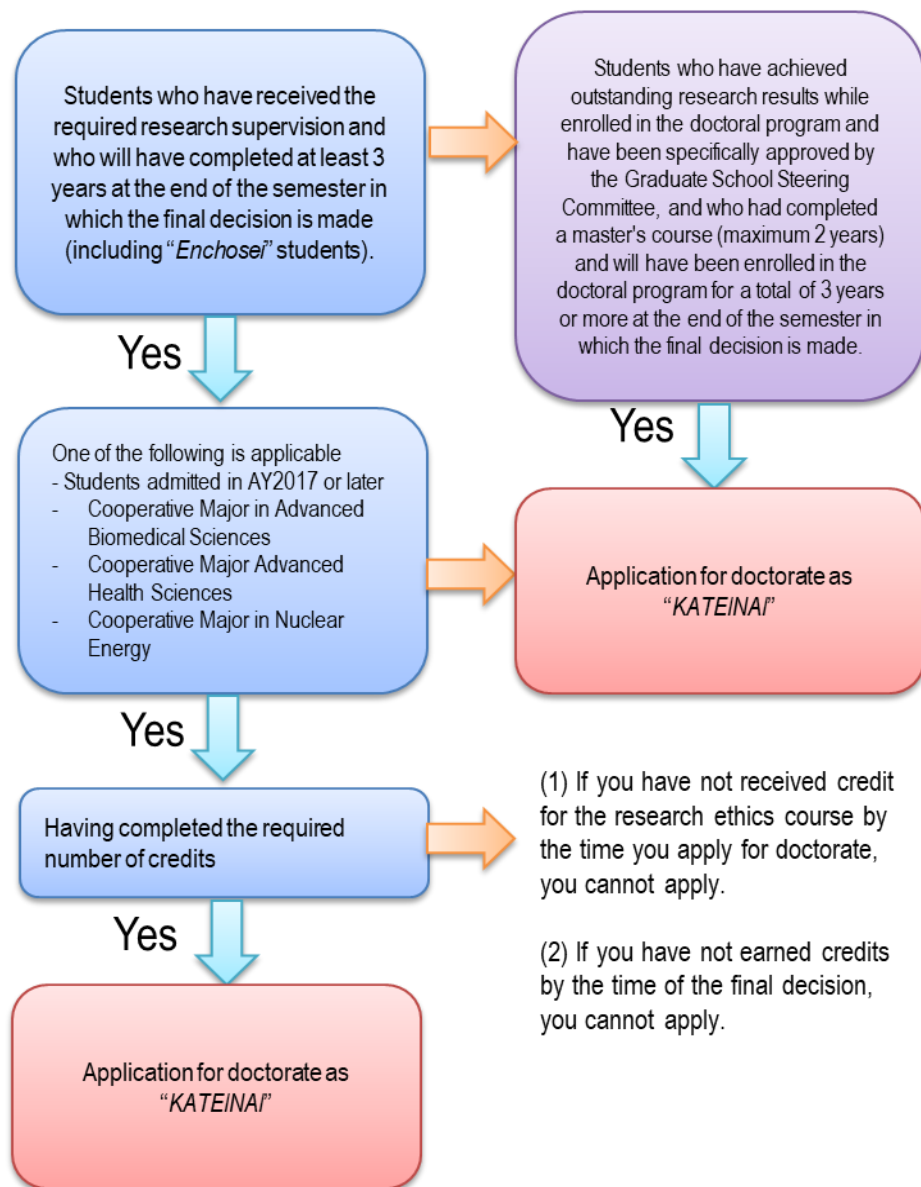 Students who have received the
required research supervision and
who will have completed at least 3
years at the end of the semester in
which the final decision is made
(including “Enchosei” students).
Students who have achieved
outstanding research results while
enrolled in the doctoral program and
have been specifically approved by
the Graduate School Steering
Committee, and who had completed
a master's course (maximum 2 years)
and will have been enrolled in the
doctoral program for a total of 3 years
or more at the end of the semester in
which the final decision is made.
Yes
Yes
One of the following is applicable
- Students admitted in AY2017 or later
- Cooperative Major in Advanced
Biomedical Sciences
- Cooperative Major Advanced
Health Sciences
- Cooperative Major in Nuclear
Energy
Application for doctorate as
“KATEINAI”
Yes
Having completed the required
number of credits
(1) If you have not received credit
for the research ethics course by
the time you apply for doctorate,
you cannot apply.
(2) If you have not earned credits
by the time of the final decision,
you cannot apply.
Yes
Application for doctorate as
“KATEINAI”